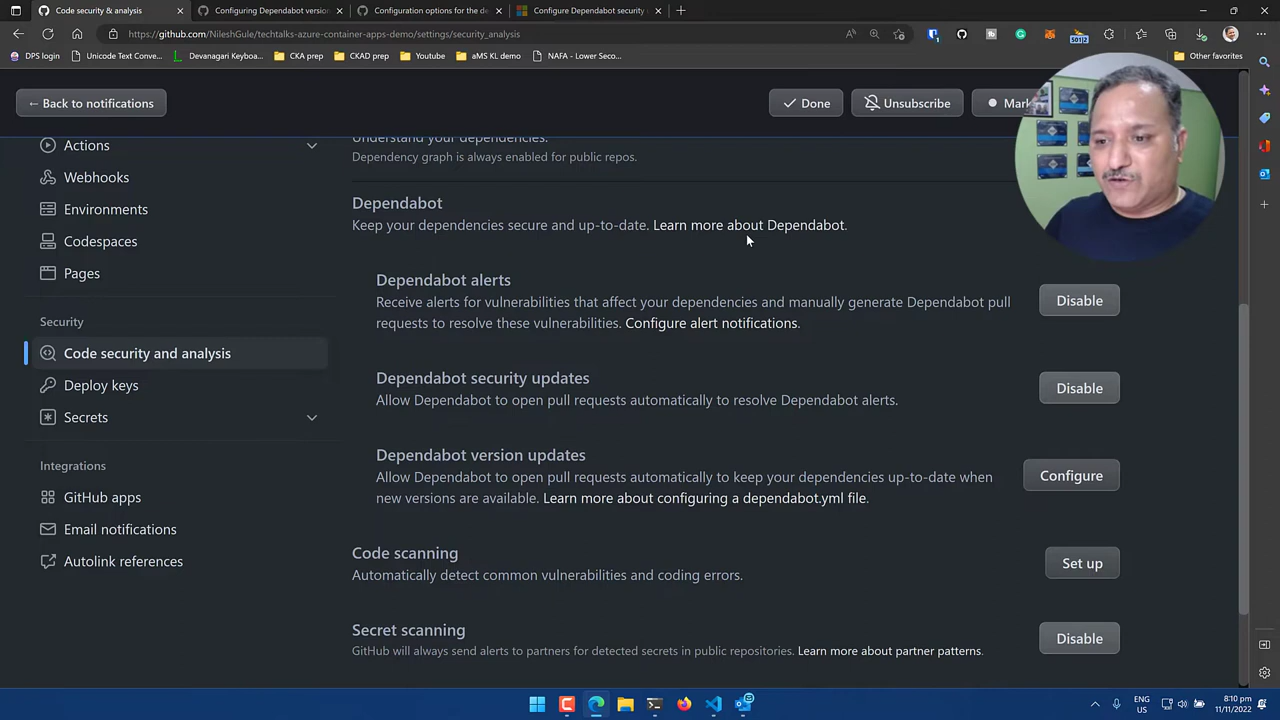 Code security & analysis
Configuring Dependabot version
Configuration options for the de
Configure Dependabot security
https://github.com/NileshGule/techtalks-azure-container-apps-demo/settings/security_analysis
DPS login
Unicode Text Conve...
Devanagari Keyboa...
CKA prep
CKAD prep
Youtube
aMS KL demo
NAFA - Lower Seco...
Other favorites
← Back to notifications
Done
Unsubscribe
Mark
Actions
Webhooks
Environments
Codespaces
Pages
Security
Code security and analysis
Deploy keys
Secrets
Integrations
GitHub apps
Email notifications
Autolink references
Understand your dependencies.
Dependency graph is always enabled for public repos.
Dependabot
Keep your dependencies secure and up-to-date. Learn more about Dependabot.
Dependabot alerts
Receive alerts for vulnerabilities that affect your dependencies and manually generate Dependabot pull
requests to resolve these vulnerabilities. Configure alert notifications.
Disable
Dependabot security updates
Allow Dependabot to open pull requests automatically to resolve Dependabot alerts.
Disable
Dependabot version updates
Allow Dependabot to open pull requests automatically to keep your dependencies up-to-date when
new versions are available. Learn more about configuring a dependabot.yml file.
Configure
Code scanning
Automatically detect common vulnerabilities and coding errors.
Set up
Secret scanning
GitHub will always send alerts to partners for detected secrets in public repositories. Learn more about partner patterns.
Disable
ENG
US
8:10 pm
11/11/2022